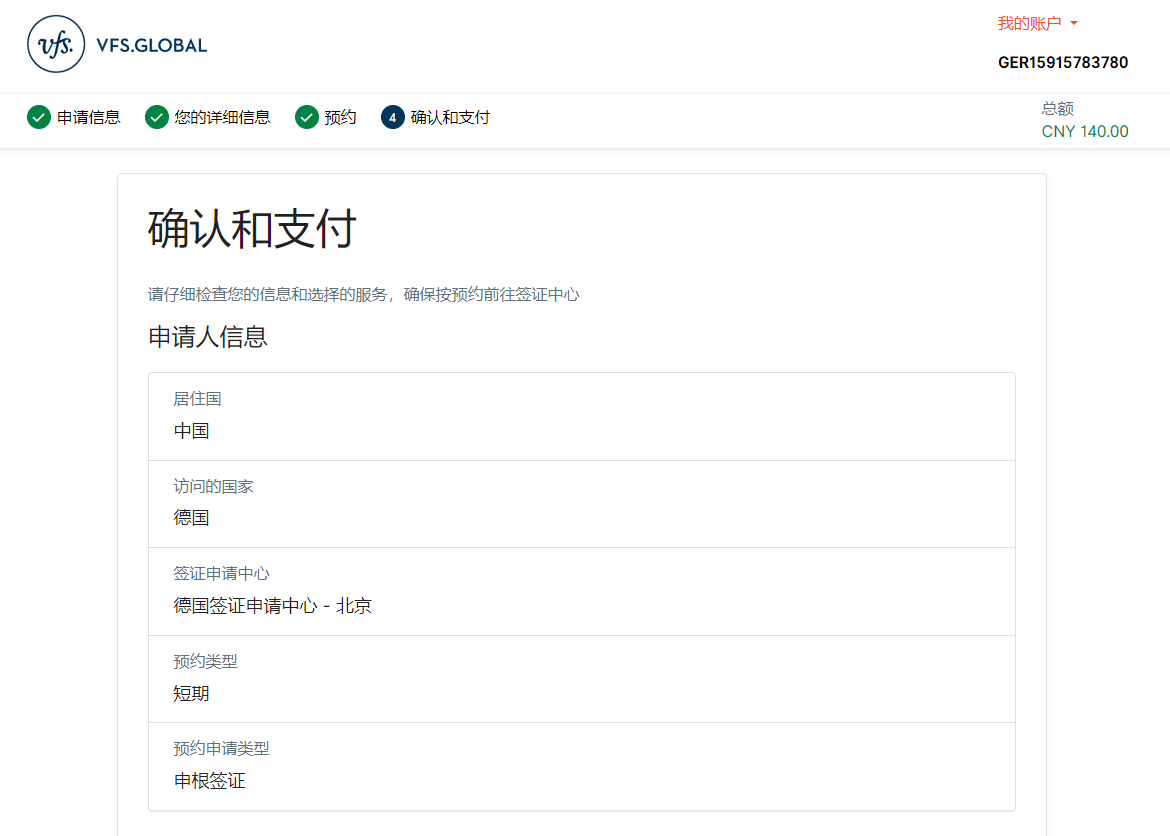 vfs. VFS.GLOBAL
我的账户
GER15915783780
申请信息 您的详细信息 预约 4 确认和支付
总额
CNY 140.00
确认和支付
请仔细检查您的信息和选择的服务，确保按预约前往签证中心
申请人信息
居住国
中国
访问的国家
德国
签证申请中心
德国签证申请中心 - 北京
预约类型
短期
预约申请类型
申根签证